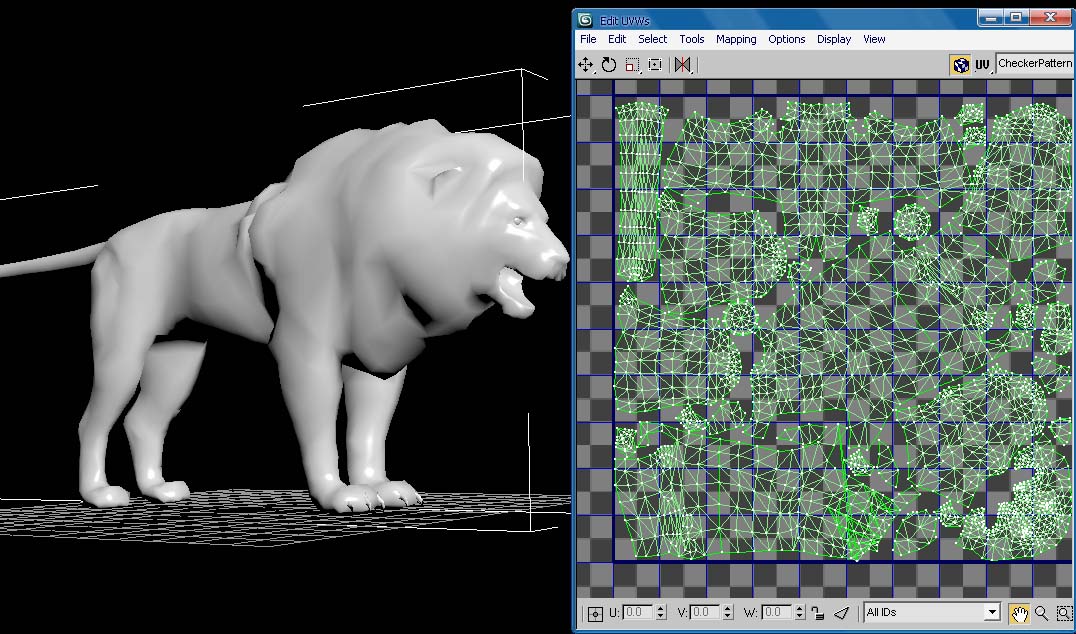 Edit UVWs
File Edit Select Tools Mapping Options Display View
UV CheckerPattern
U: 0.0 V: 0.0 W: 0.0 All IDs